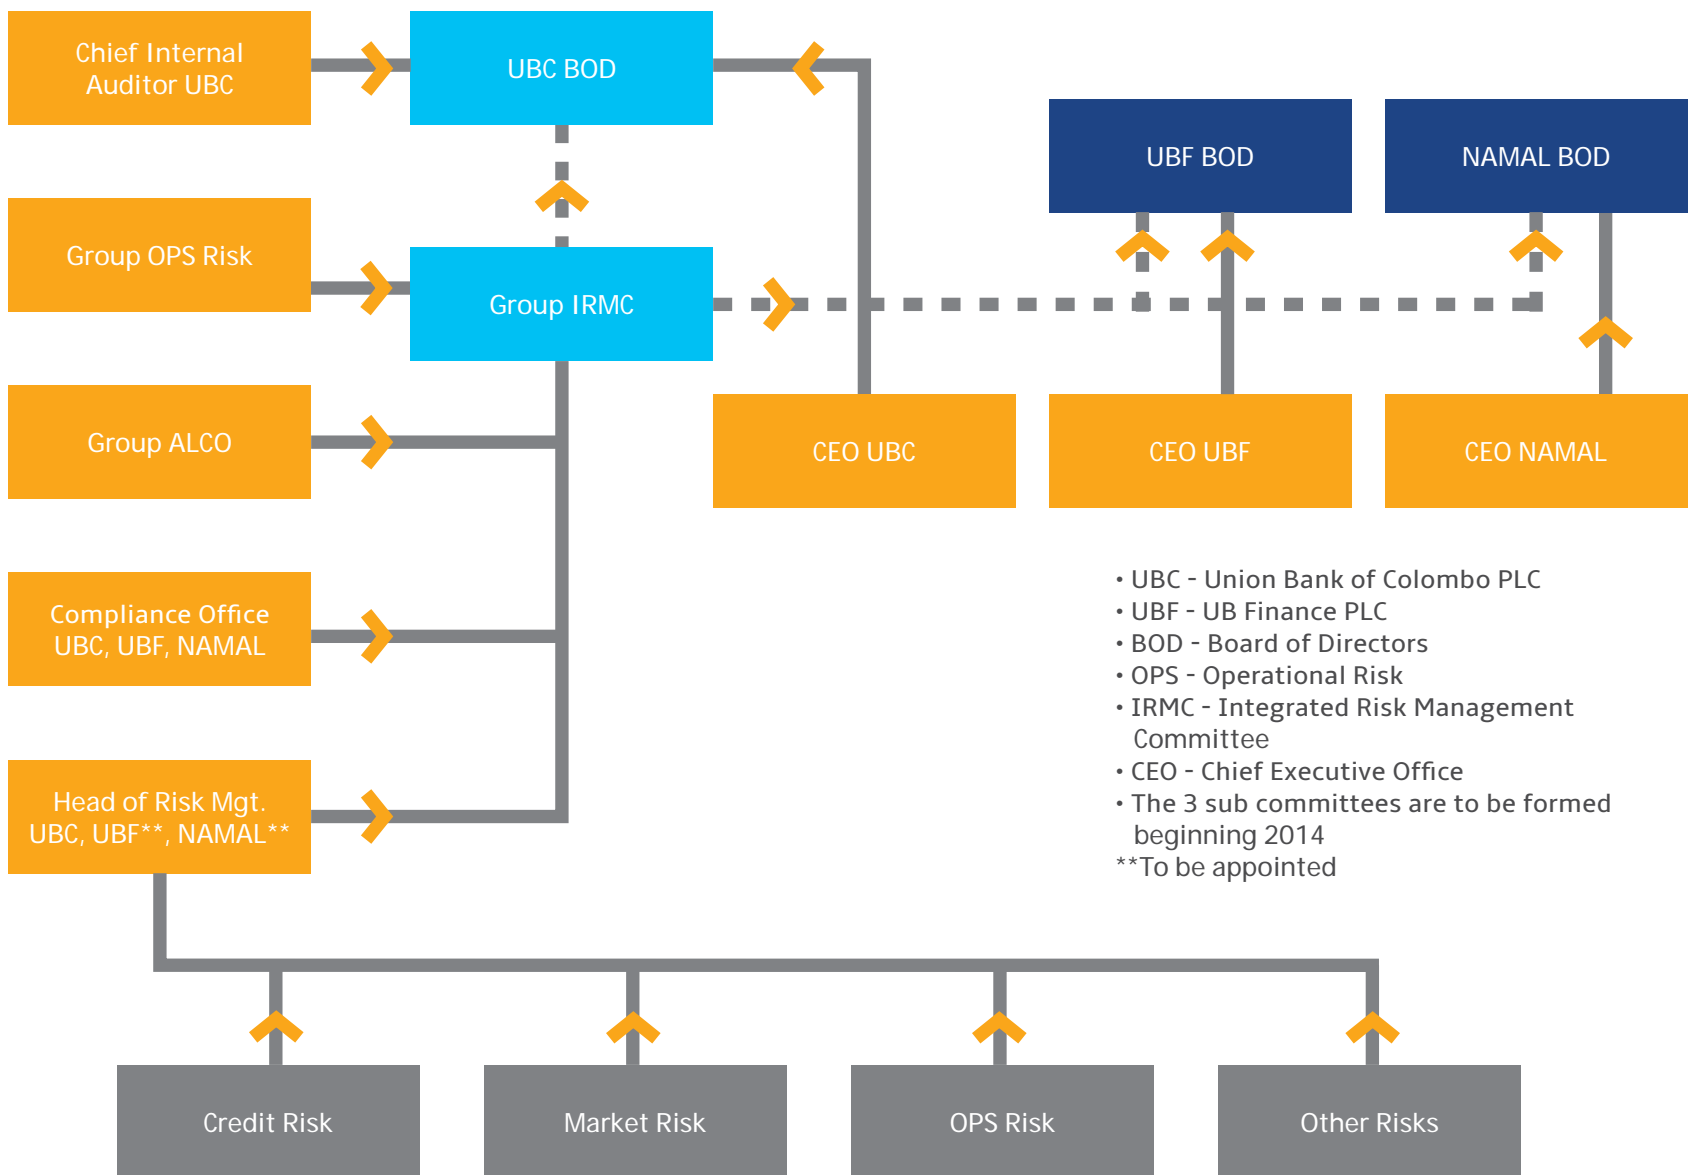 Chief Internal
Auditor UBC
UBC BOD
UBF BOD
NAMAL BOD
Group OPS Risk
Group IRMC
Group ALCO
CEO UBC
CEO UBF
CEO NAMAL
Compliance Office
UBC, UBF, NAMAL
Head of Risk Mgt.
UBC, UBF**, NAMAL**
• UBC - Union Bank of Colombo PLC
• UBF - UB Finance PLC
• BOD - Board of Directors
• OPS - Operational Risk
• IRMC - Integrated Risk Management
Committee
• CEO - Chief Executive Office
• The 3 sub committees are to be formed
beginning 2014
**To be appointed
Credit Risk
Market Risk
OPS Risk
Other Risks